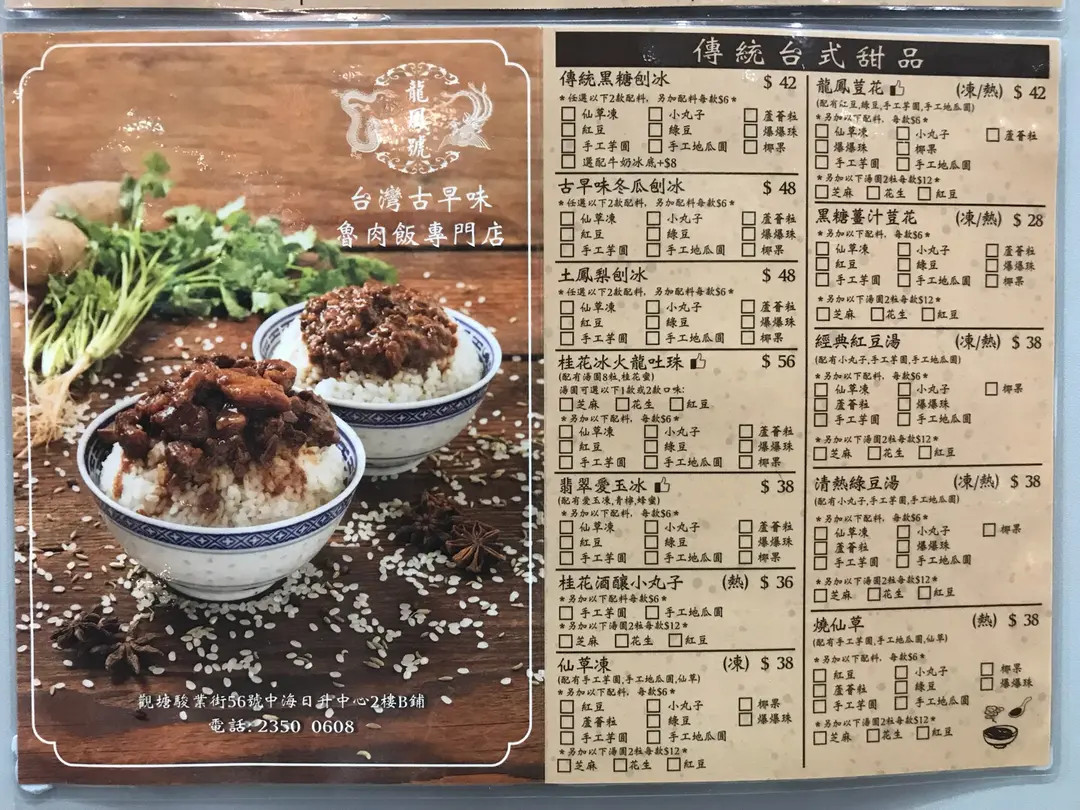 龍鳳號
台灣古早味
魯肉飯專門店
觀塘駿業街56號中海日升中心2樓B鋪
電話: 2350 0608
傳統台式甜品
傳統黑糖刨冰 $ 42
*任選以下2款配料, 另加配料每款$6*
仙草凍 小丸子 蘆薈粒
紅豆 綠豆 爆爆珠
手工芋圓 手工地瓜圓 椰果
選配牛奶冰底+$8
古早味冬瓜刨冰 $ 48
*任選以下2款配料, 另加配料每款$6*
仙草凍 小丸子 蘆薈粒
紅豆 綠豆 爆爆珠
手工芋圓 手工地瓜圓 椰果
土鳳梨刨冰 $ 48
*任選以下2款配料, 另加配料每款$6*
仙草凍 小丸子 蘆薈粒
紅豆 綠豆 爆爆珠
手工芋圓 手工地瓜圓 椰果
桂花冰火龍吐珠 $ 56
(配有湯圓8粒,桂花蜜)
湯圓可選以下1款或2款口味:
芝麻 花生 紅豆
*另加以下配料, 每款$6*
仙草凍 小丸子 蘆薈粒
紅豆 綠豆 爆爆珠
手工芋圓 手工地瓜圓 椰果
翡翠愛玉冰 $ 38
(配有愛玉凍,青檸,蜂蜜)
*另加以下配料, 每款$6*
仙草凍 小丸子 蘆薈粒
紅豆 綠豆 爆爆珠
手工芋圓 手工地瓜圓 椰果
桂花酒釀小丸子 (熱) $ 36
*另加以下配料每款$6*
手工芋圓 手工地瓜圓
*另加以下湯圓2粒每款$12*
芝麻 花生 紅豆
仙草凍 (凍) $ 38
(配有手工芋圓,手工地瓜圓,仙草)
*另加以下配料, 每款$6*
紅豆 小丸子 椰果
蘆薈粒 綠豆 爆爆珠
手工芋圓 手工地瓜圓
*另加以下湯圓2粒每款$12*
芝麻 花生 紅豆
龍鳳荳花 (凍/熱) $ 42
(配有紅豆,綠豆,手工芋圓,手工地瓜圓)
*另加以下配料, 每款$6*
仙草凍 小丸子 蘆薈粒
爆爆珠 椰果
手工芋圓 手工地瓜圓
*另加以下湯圓2粒每款$12*
芝麻 花生 紅豆
黑糖薑汁荳花 (凍/熱) $ 28
*另加以下配料, 每款$6*
仙草凍 小丸子 蘆薈粒
紅豆 綠豆 爆爆珠
手工芋圓 手工地瓜圓 椰果
*另加以下湯圓2粒每款$12*
芝麻 花生 紅豆
經典紅豆湯 (凍/熱) $ 38
(配有小丸子,手工芋圓,手工地瓜圓)
*另加以下配料, 每款$6*
仙草凍 小丸子 椰果
蘆薈粒 爆爆珠
手工芋圓 手工地瓜圓
*另加以下湯圓2粒每款$12*
芝麻 花生 紅豆
清熱綠豆湯 (凍/熱) $ 38
(配有小丸子,手工芋圓,手工地瓜圓)
*另加以下配料, 每款$6*
仙草凍 小丸子 椰果
蘆薈粒 爆爆珠
手工芋圓 手工地瓜圓
*另加以下湯圓2粒每款$12*
芝麻 花生 紅豆
燒仙草 (熱) $ 38
(配有手工芋圓,手工地瓜圓,仙草)
*另加以下配料, 每款$6*
紅豆 小丸子 椰果
蘆薈粒 綠豆 爆爆珠
手工芋圓 手工地瓜圓
*另加以下湯圓2粒每款$12*
芝麻 花生 紅豆